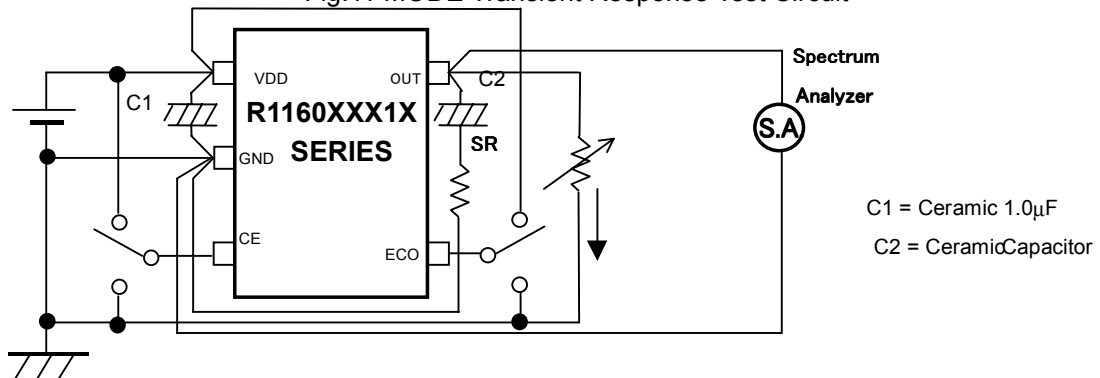 Fig.11 MODE Transient Response Test Circuit
Spectrum
Analyzer
VDD
OUT
C1
C2
R1160XXX1X
SERIES
S.A
GND
SR
CE
ECO
C1 = Ceramic 1.0μF
C2 = CeramicCapacitor